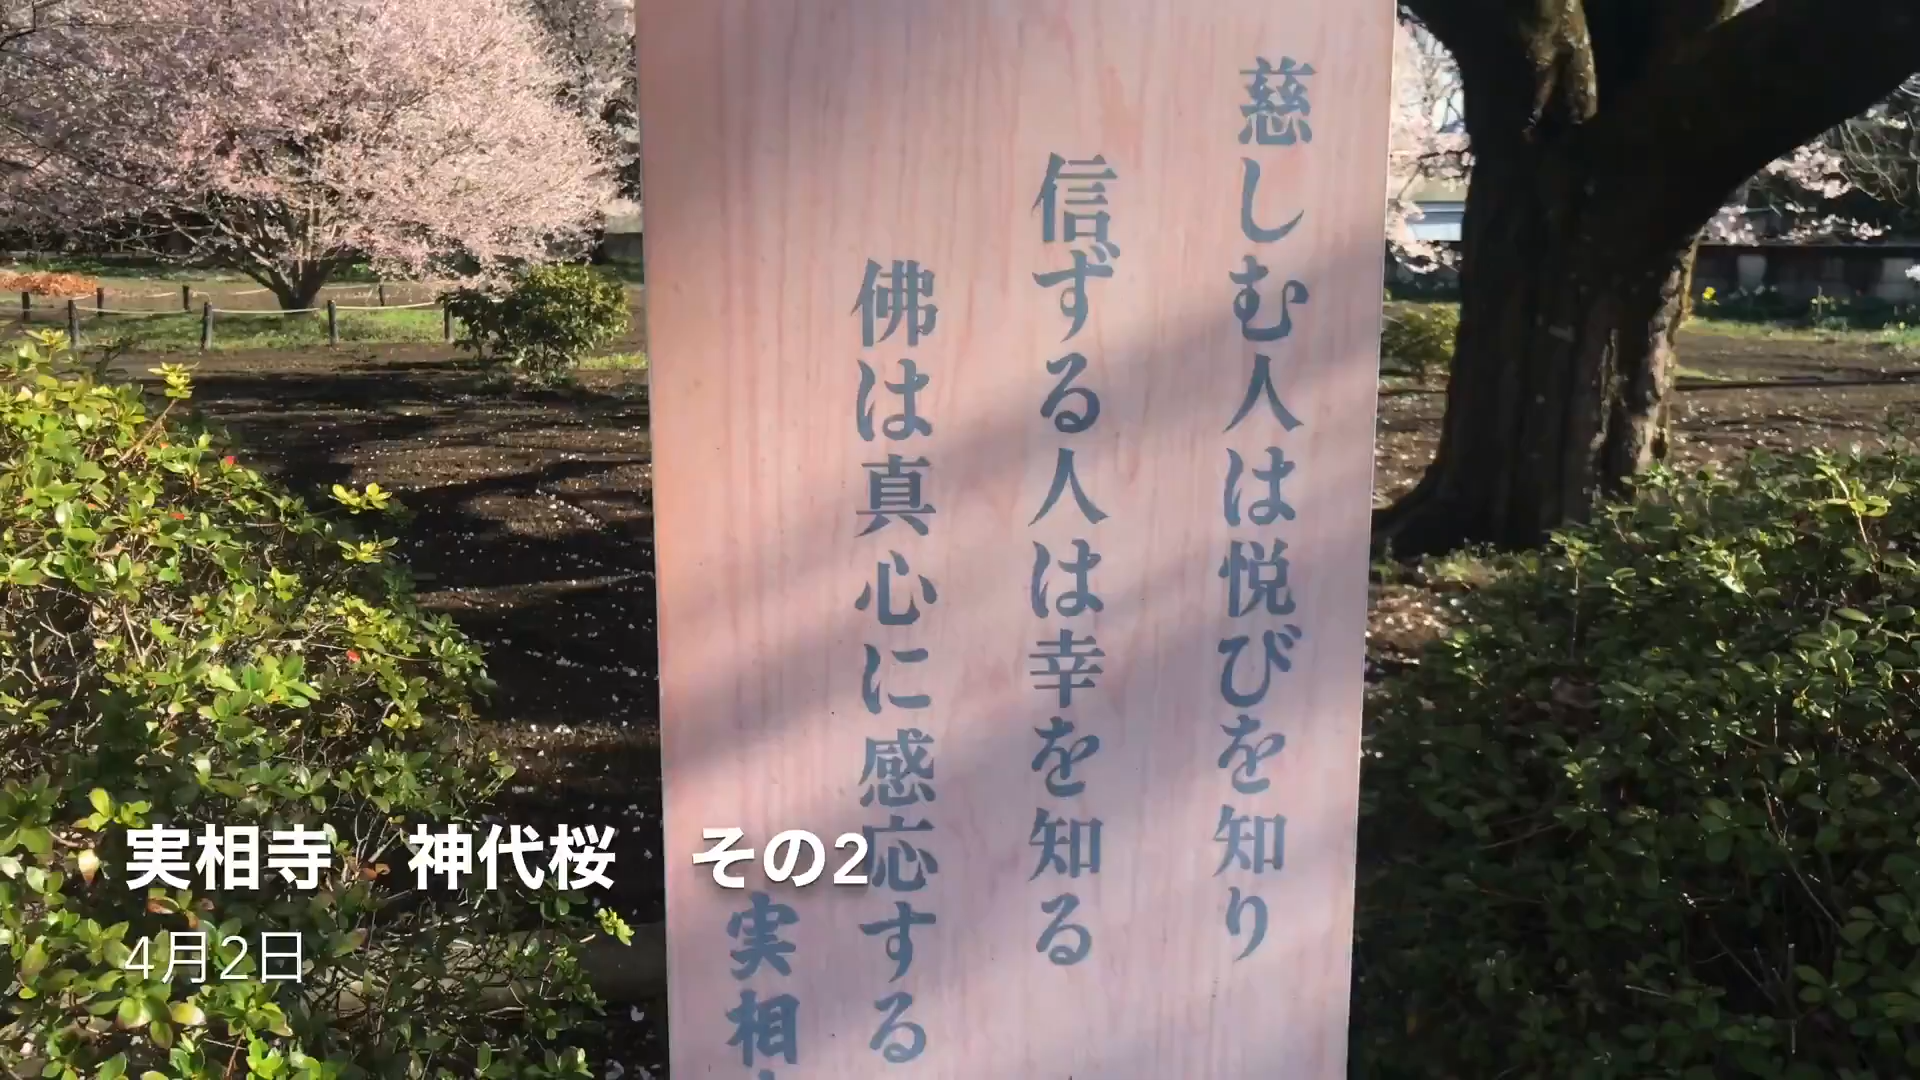 慈しむ人は悦びを知り
信ずる人は幸を知る
佛は真心に感応する
実相
実相寺　神代桜　その2
4月2日